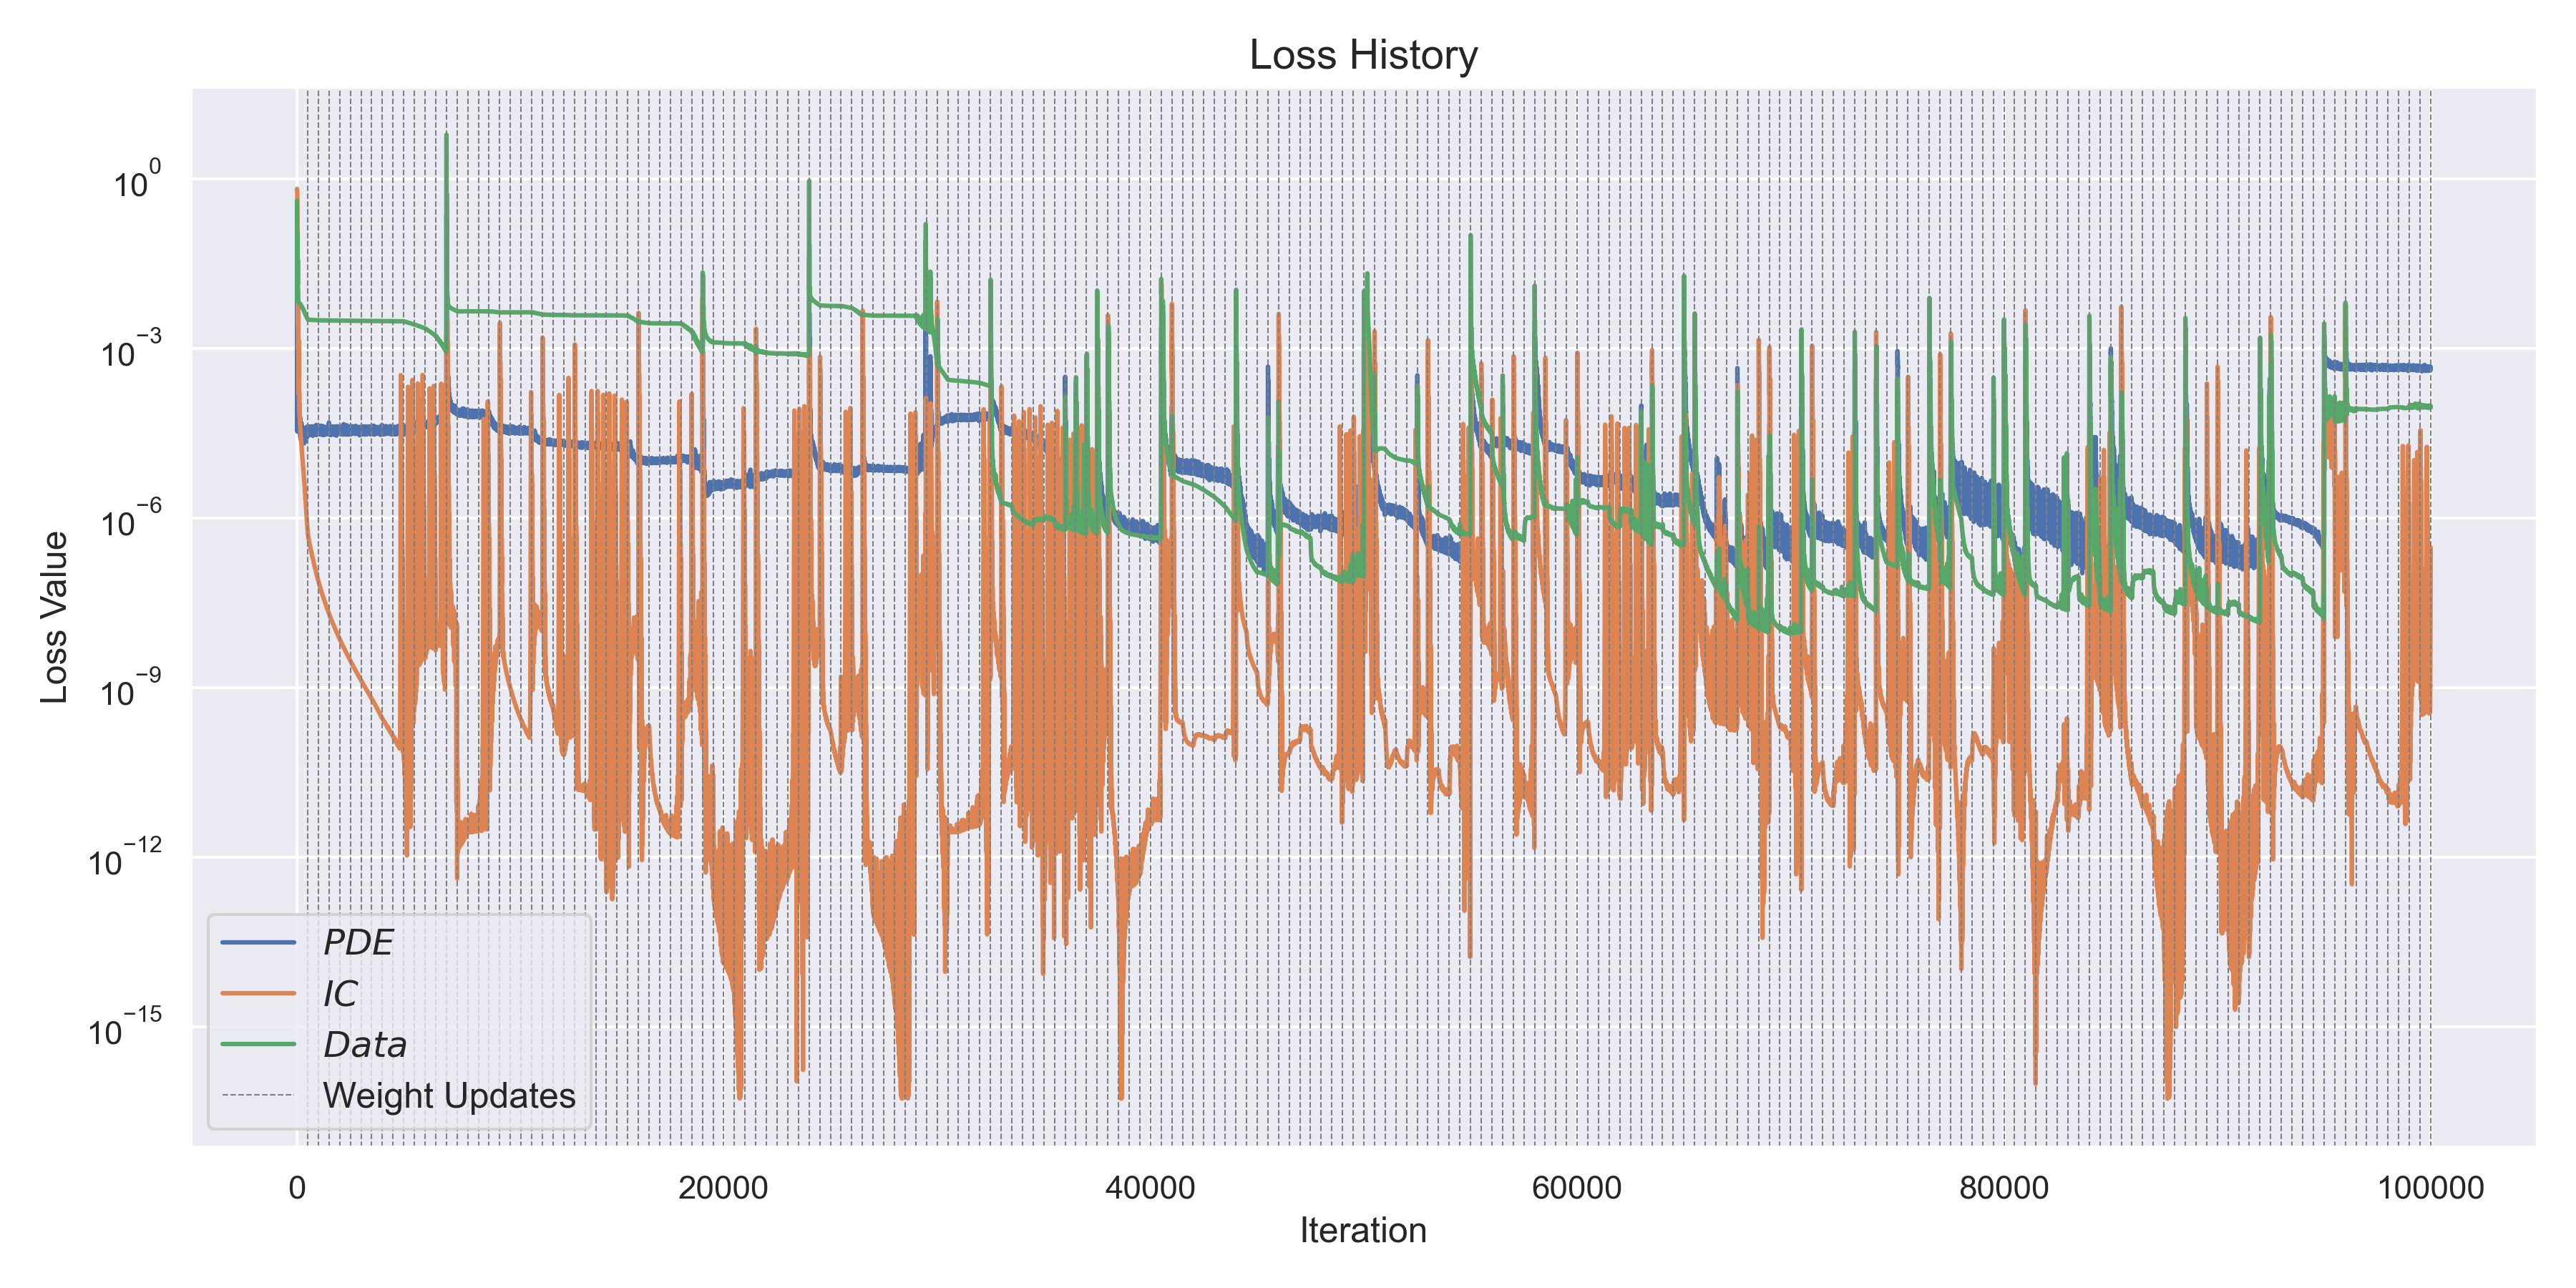 Loss History
Loss Value
10^0
10^-3
10^-6
10^-9
10^-12
10^-15
PDE
IC
Data
Weight Updates
0 20000 40000 60000 80000 100000
Iteration